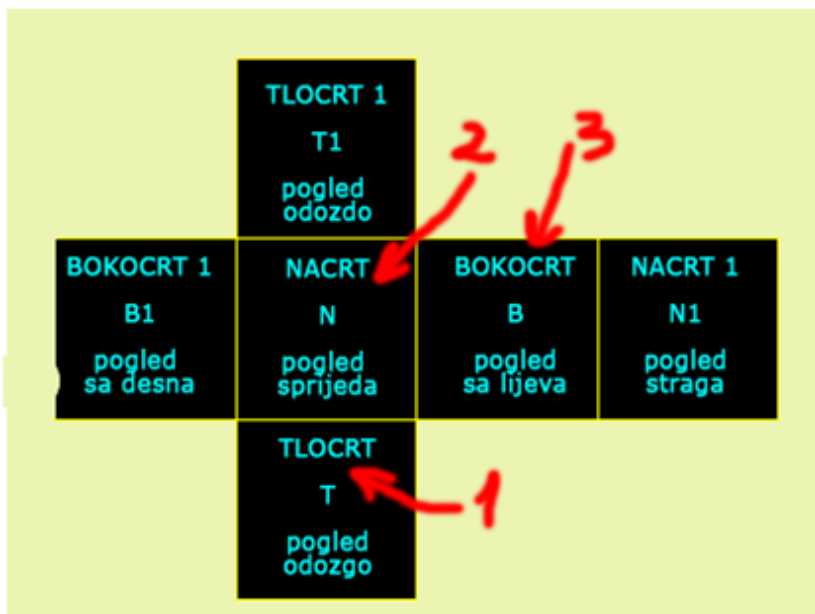 TLOCRT 1
T1
pogled
odozdo
2
3
BOKOCRT 1
B1
pogled
sa desna
NACRT
N
pogled
sprijeda
BOKOCRT
B
pogled
sa lijeva
NACRT 1
N1
pogled
straga
TLOCRT
T
pogled
odozgo
1